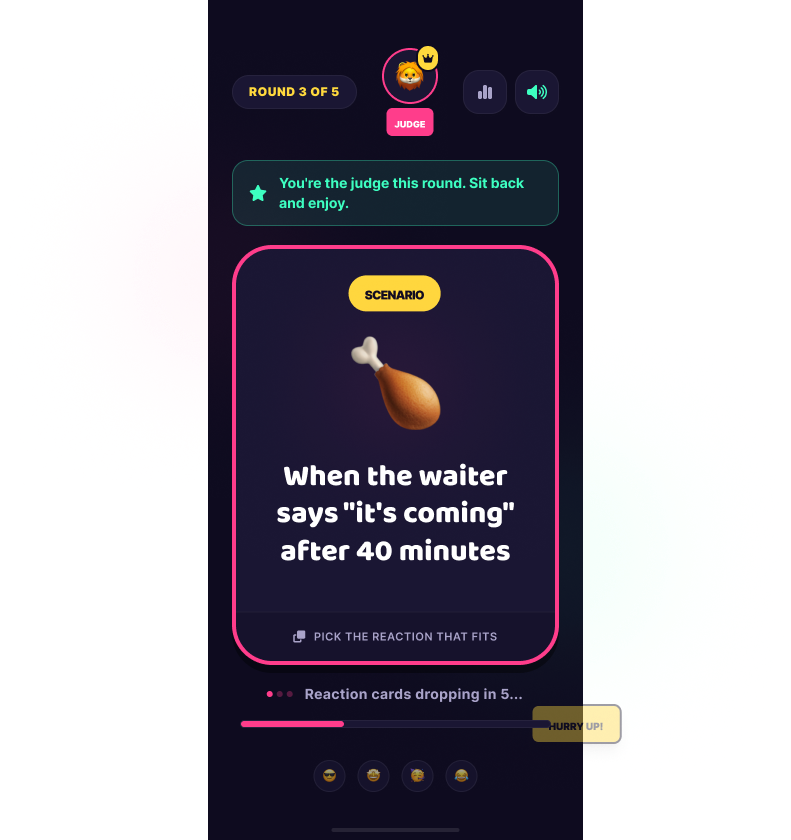 ROUND 3 OF 5
JUDGE
You're the judge this round. Sit back
and enjoy.
SCENARIO
When the waiter
says "it's coming"
after 40 minutes
PICK THE REACTION THAT FITS
Reaction cards dropping in 5...
HURRY UP!